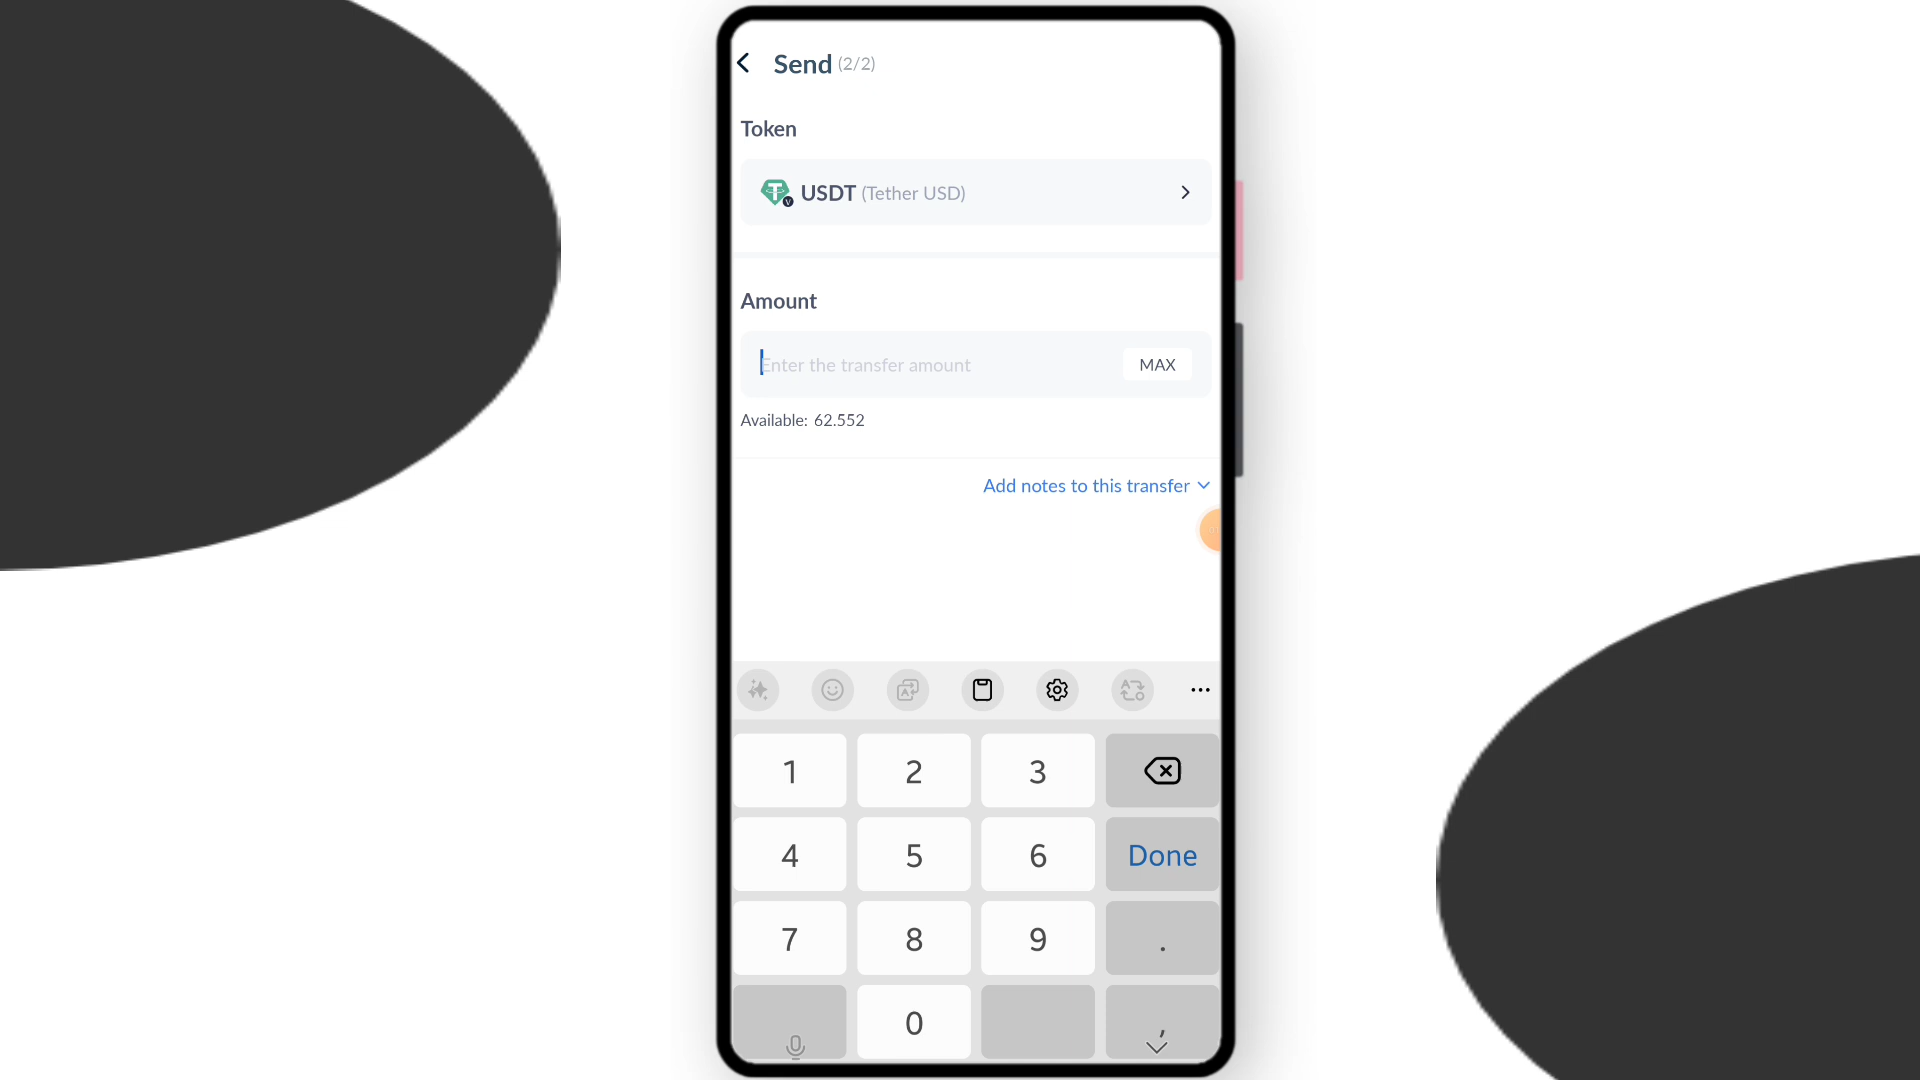 Send (2/2)
Token
USDT (Tether USD)
Amount
Enter the transfer amount
MAX
Available: 62.552
Add notes to this transfer
1 2 3
4 5 6 Done
7 8 9 .
0 ,